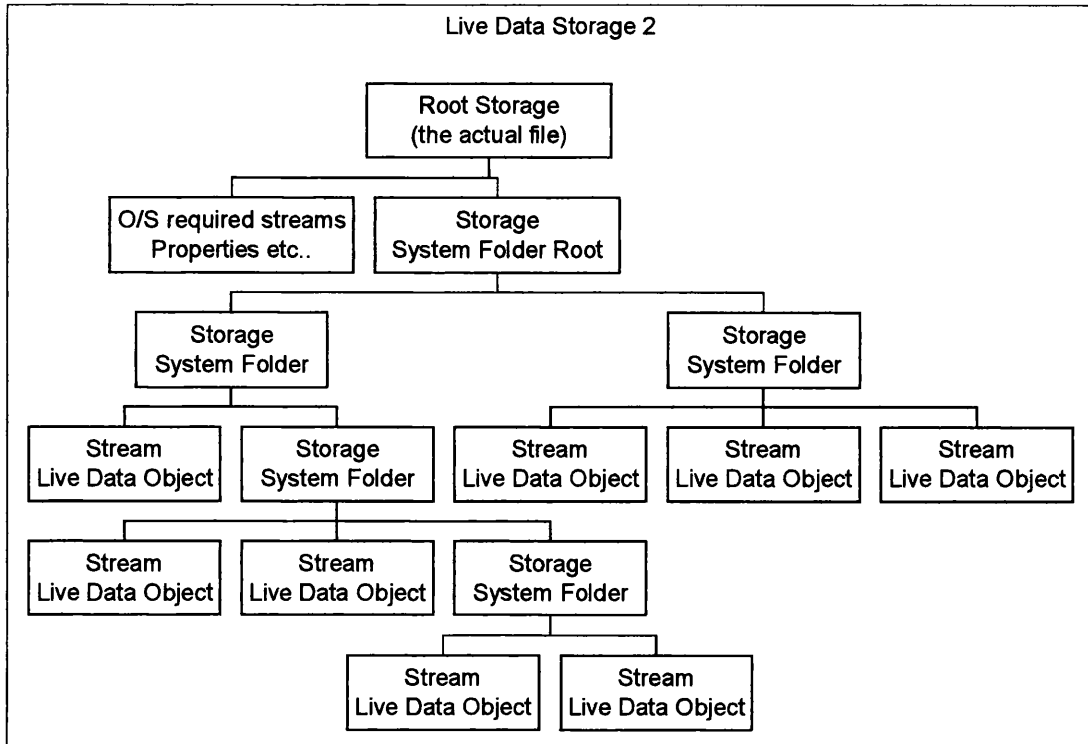 Live Data Storage 2
Root Storage
(the actual file)
O/S required streams
Properties etc..
Storage
System Folder Root
Storage
System Folder
Storage
System Folder
Stream
Live Data Object
Storage
System Folder
Stream
Live Data Object
Stream
Live Data Object
Stream
Live Data Object
Stream
Live Data Object
Stream
Live Data Object
Storage
System Folder
Stream
Live Data Object
Stream
Live Data Object